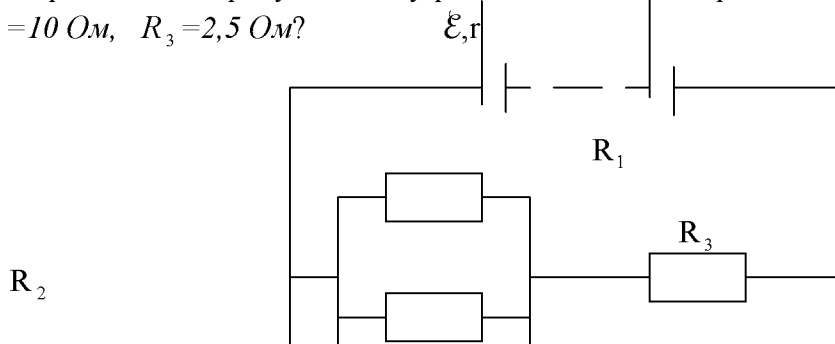 =10 Ом, R₃ =2,5 Ом? ℰ,r
R₁
R₃
R₂